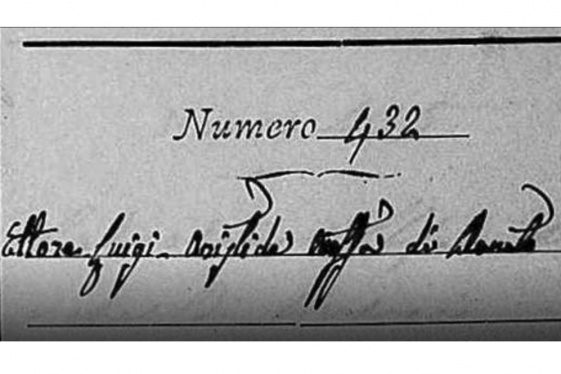 Numero 432
Ettore Luigi Aristide di